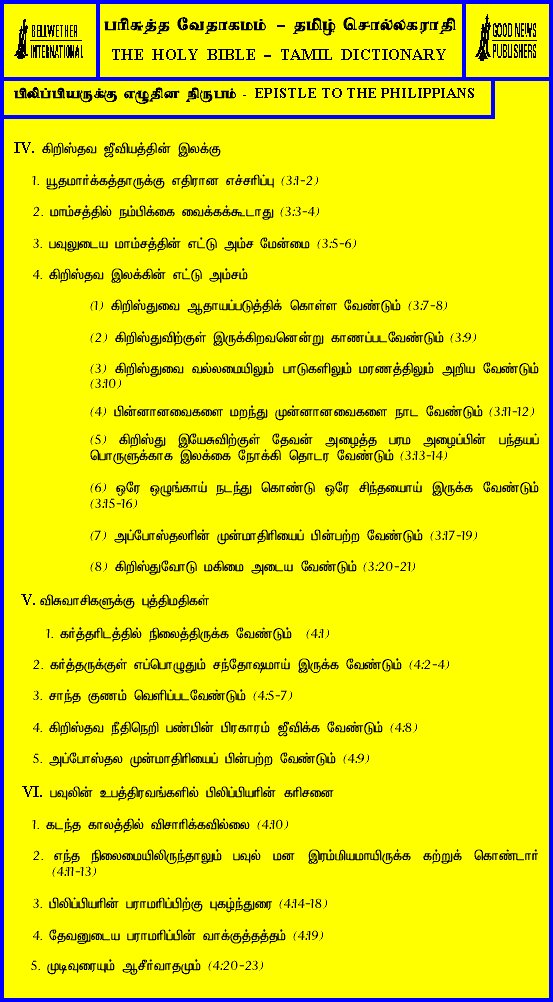 BELLWETHER
INTERNATIONAL
பரிசுத்த வேதாகமம் - தமிழ் சொல்லகராதி
THE HOLY BIBLE - TAMIL DICTIONARY
GOOD NEWS
PUBLISHERS
பிலிப்பியருக்கு எழுதின நிருபம் - EPISTLE TO THE PHILIPPIANS
IV. கிறிஸ்தவ ஜீவியத்தின் இலக்கு
1. யூதமார்க்கத்தாருக்கு எதிரான எச்சரிப்பு (3:1-2)
2. மாம்சத்தில் நம்பிக்கை வைக்கக்கூடாது (3:3-4)
3. பவுலுடைய மாம்சத்தின் எட்டு அம்ச மேன்மை (3:5-6)
4. கிறிஸ்தவ இலக்கின் எட்டு அம்சம்
(1) கிறிஸ்துவை ஆதாயப்படுத்திக் கொள்ள வேண்டும் (3:7-8)
(2) கிறிஸ்துவிற்குள் இருக்கிறவனென்று காணப்படவேண்டும் (3:9)
(3) கிறிஸ்துவை வல்லமையிலும் பாடுகளிலும் மரணத்திலும் அறிய வேண்டும்
(3:10)
(4) பின்னானவைகளை மறந்து முன்னானவைகளை நாட வேண்டும் (3:11-12)
(5) கிறிஸ்து இயேசுவிற்குள் தேவன் அழைத்த பரம அழைப்பின் பந்தயப்
பொருளுக்காக இலக்கை நோக்கி தொடர வேண்டும் (3:13-14)
(6) ஒரே ஒழுங்காய் நடந்து கொண்டு ஒரே சிந்தையாய் இருக்க வேண்டும்
(3:15-16)
(7) அப்போஸ்தலரின் முன்மாதிரியைப் பின்பற்ற வேண்டும் (3:17-19)
(8) கிறிஸ்துவோடு மகிமை அடைய வேண்டும் (3:20-21)
V. விசுவாசிகளுக்கு புத்திமதிகள்
1. கர்த்தரிடத்தில் நிலைத்திருக்க வேண்டும் (4:1)
2. கர்த்தருக்குள் எப்பொழுதும் சந்தோஷமாய் இருக்க வேண்டும் (4:2-4)
3. சாந்த குணம் வெளிப்படவேண்டும் (4:5-7)
4. கிறிஸ்தவ நீதிநெறி பண்பின் பிரகாரம் ஜீவிக்க வேண்டும் (4:8)
5. அப்போஸ்தல முன்மாதிரியைப் பின்பற்ற வேண்டும் (4:9)
VI. பவுலின் உபத்திரவங்களில் பிலிப்பியரின் கரிசனை
1. கடந்த காலத்தில் விசாரிக்கவில்லை (4:10)
2. எந்த நிலைமையிலிருந்தாலும் பவுல் மன இரம்மியமாயிருக்க கற்றுக் கொண்டார்
(4:11-13)
3. பிலிப்பியரின் பராமரிப்பிற்கு புகழ்ந்துரை (4:14-18)
4. தேவனுடைய பராமரிப்பின் வாக்குத்தத்தம் (4:19)
5. முடிவுரையும் ஆசீர்வாதமும் (4:20-23)